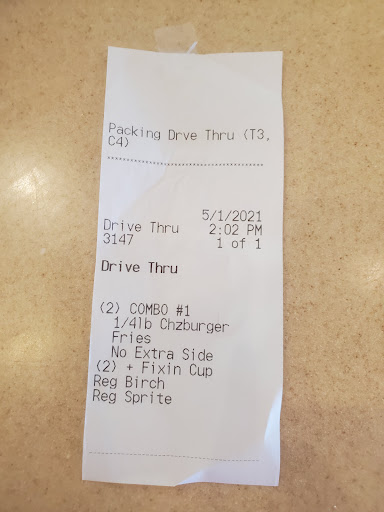 Packing Drve Thru (T3,
C4)
5/1/2021
Drive Thru 2:02 PM
3147 1 of 1
Drive Thru
(2) COMBO #1
1/4lb Chzburger
Fries
No Extra Side
(2) + Fixin Cup
Reg Birch
Reg Sprite